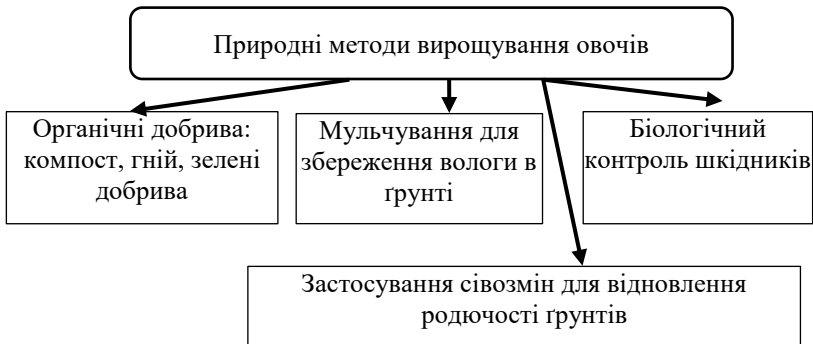 Природні методи вирощування овочів
Органічні добрива:
компост, гній, зелені
добрива
Мульчування для
збереження вологи в
ґрунті
Біологічний
контроль шкідників
Застосування сівозмін для відновлення
родючості ґрунтів